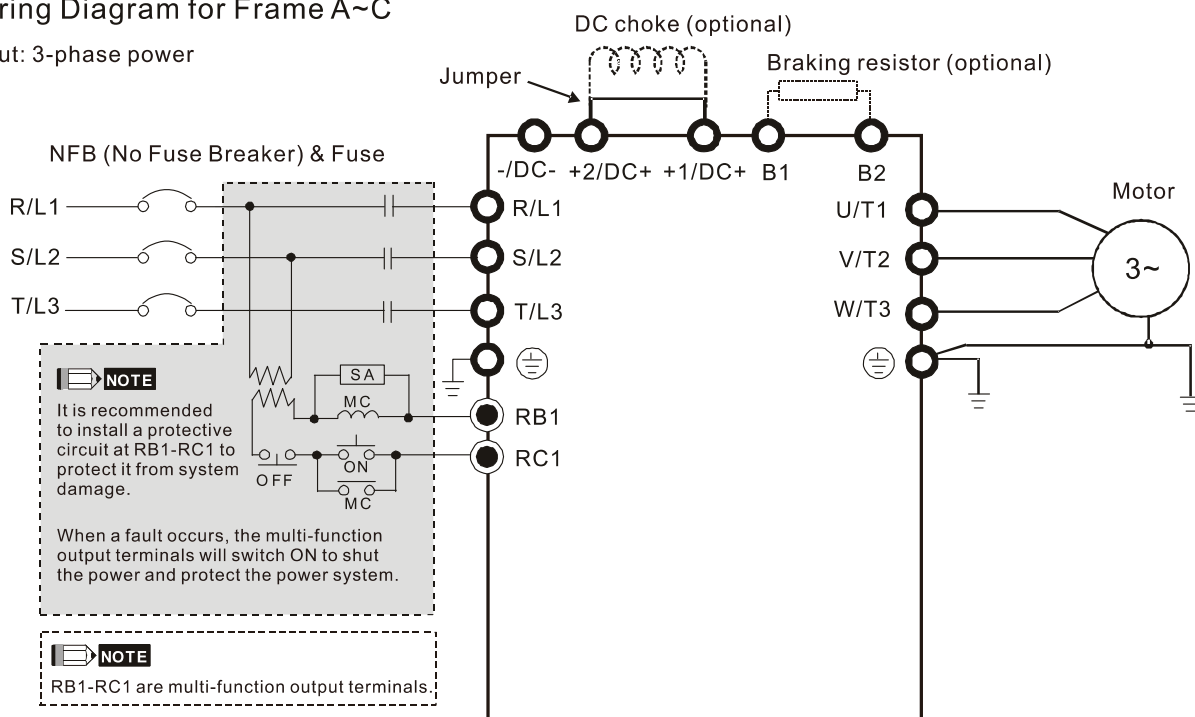 ring Diagram for Frame A~C
ut: 3-phase power
DC choke (optional)
Jumper
Braking resistor (optional)
NFB (No Fuse Breaker) & Fuse
-/DC- +2/DC+ +1/DC+ B1 B2
Motor
R/L1 R/L1 U/T1
S/L2 S/L2 V/T2
3~
T/L3 T/L3 W/T3
NOTE
It is recommended
to install a protective
circuit at RB1-RC1 to
protect it from system
damage.
When a fault occurs, the multi-function
output terminals will switch ON to shut
the power and protect the power system.
SA
MC
RB1
OFF
ON
MC
RC1
NOTE
RB1-RC1 are multi-function output terminals.